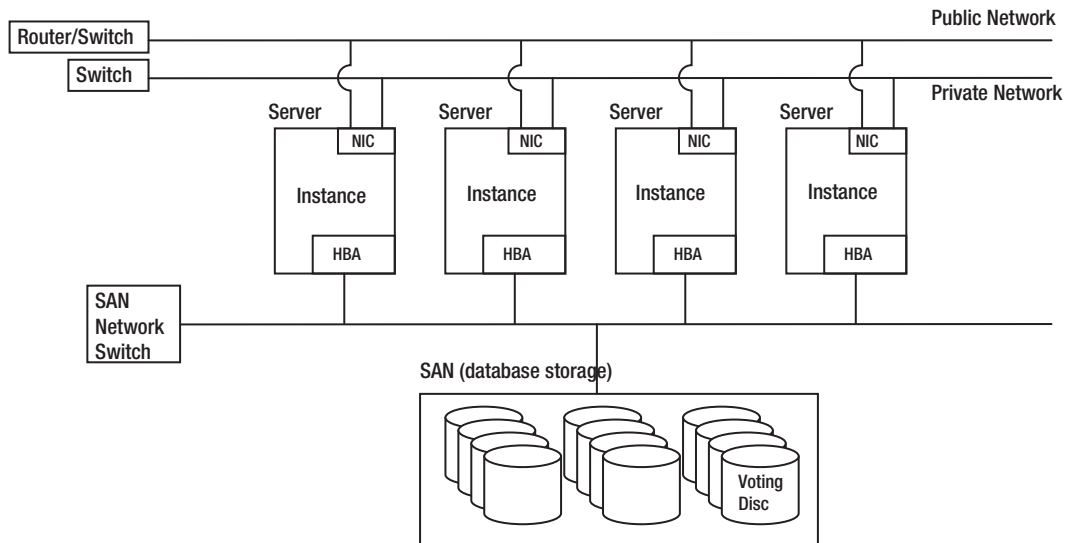 Public Network
Router/Switch
Switch
Private Network
Server
Server
Server
Server
NIC
NIC
NIC
NIC
Instance
Instance
Instance
Instance
HBA
HBA
HBA
HBA
SAN
Network
Switch
SAN (database storage)
Voting
Disc